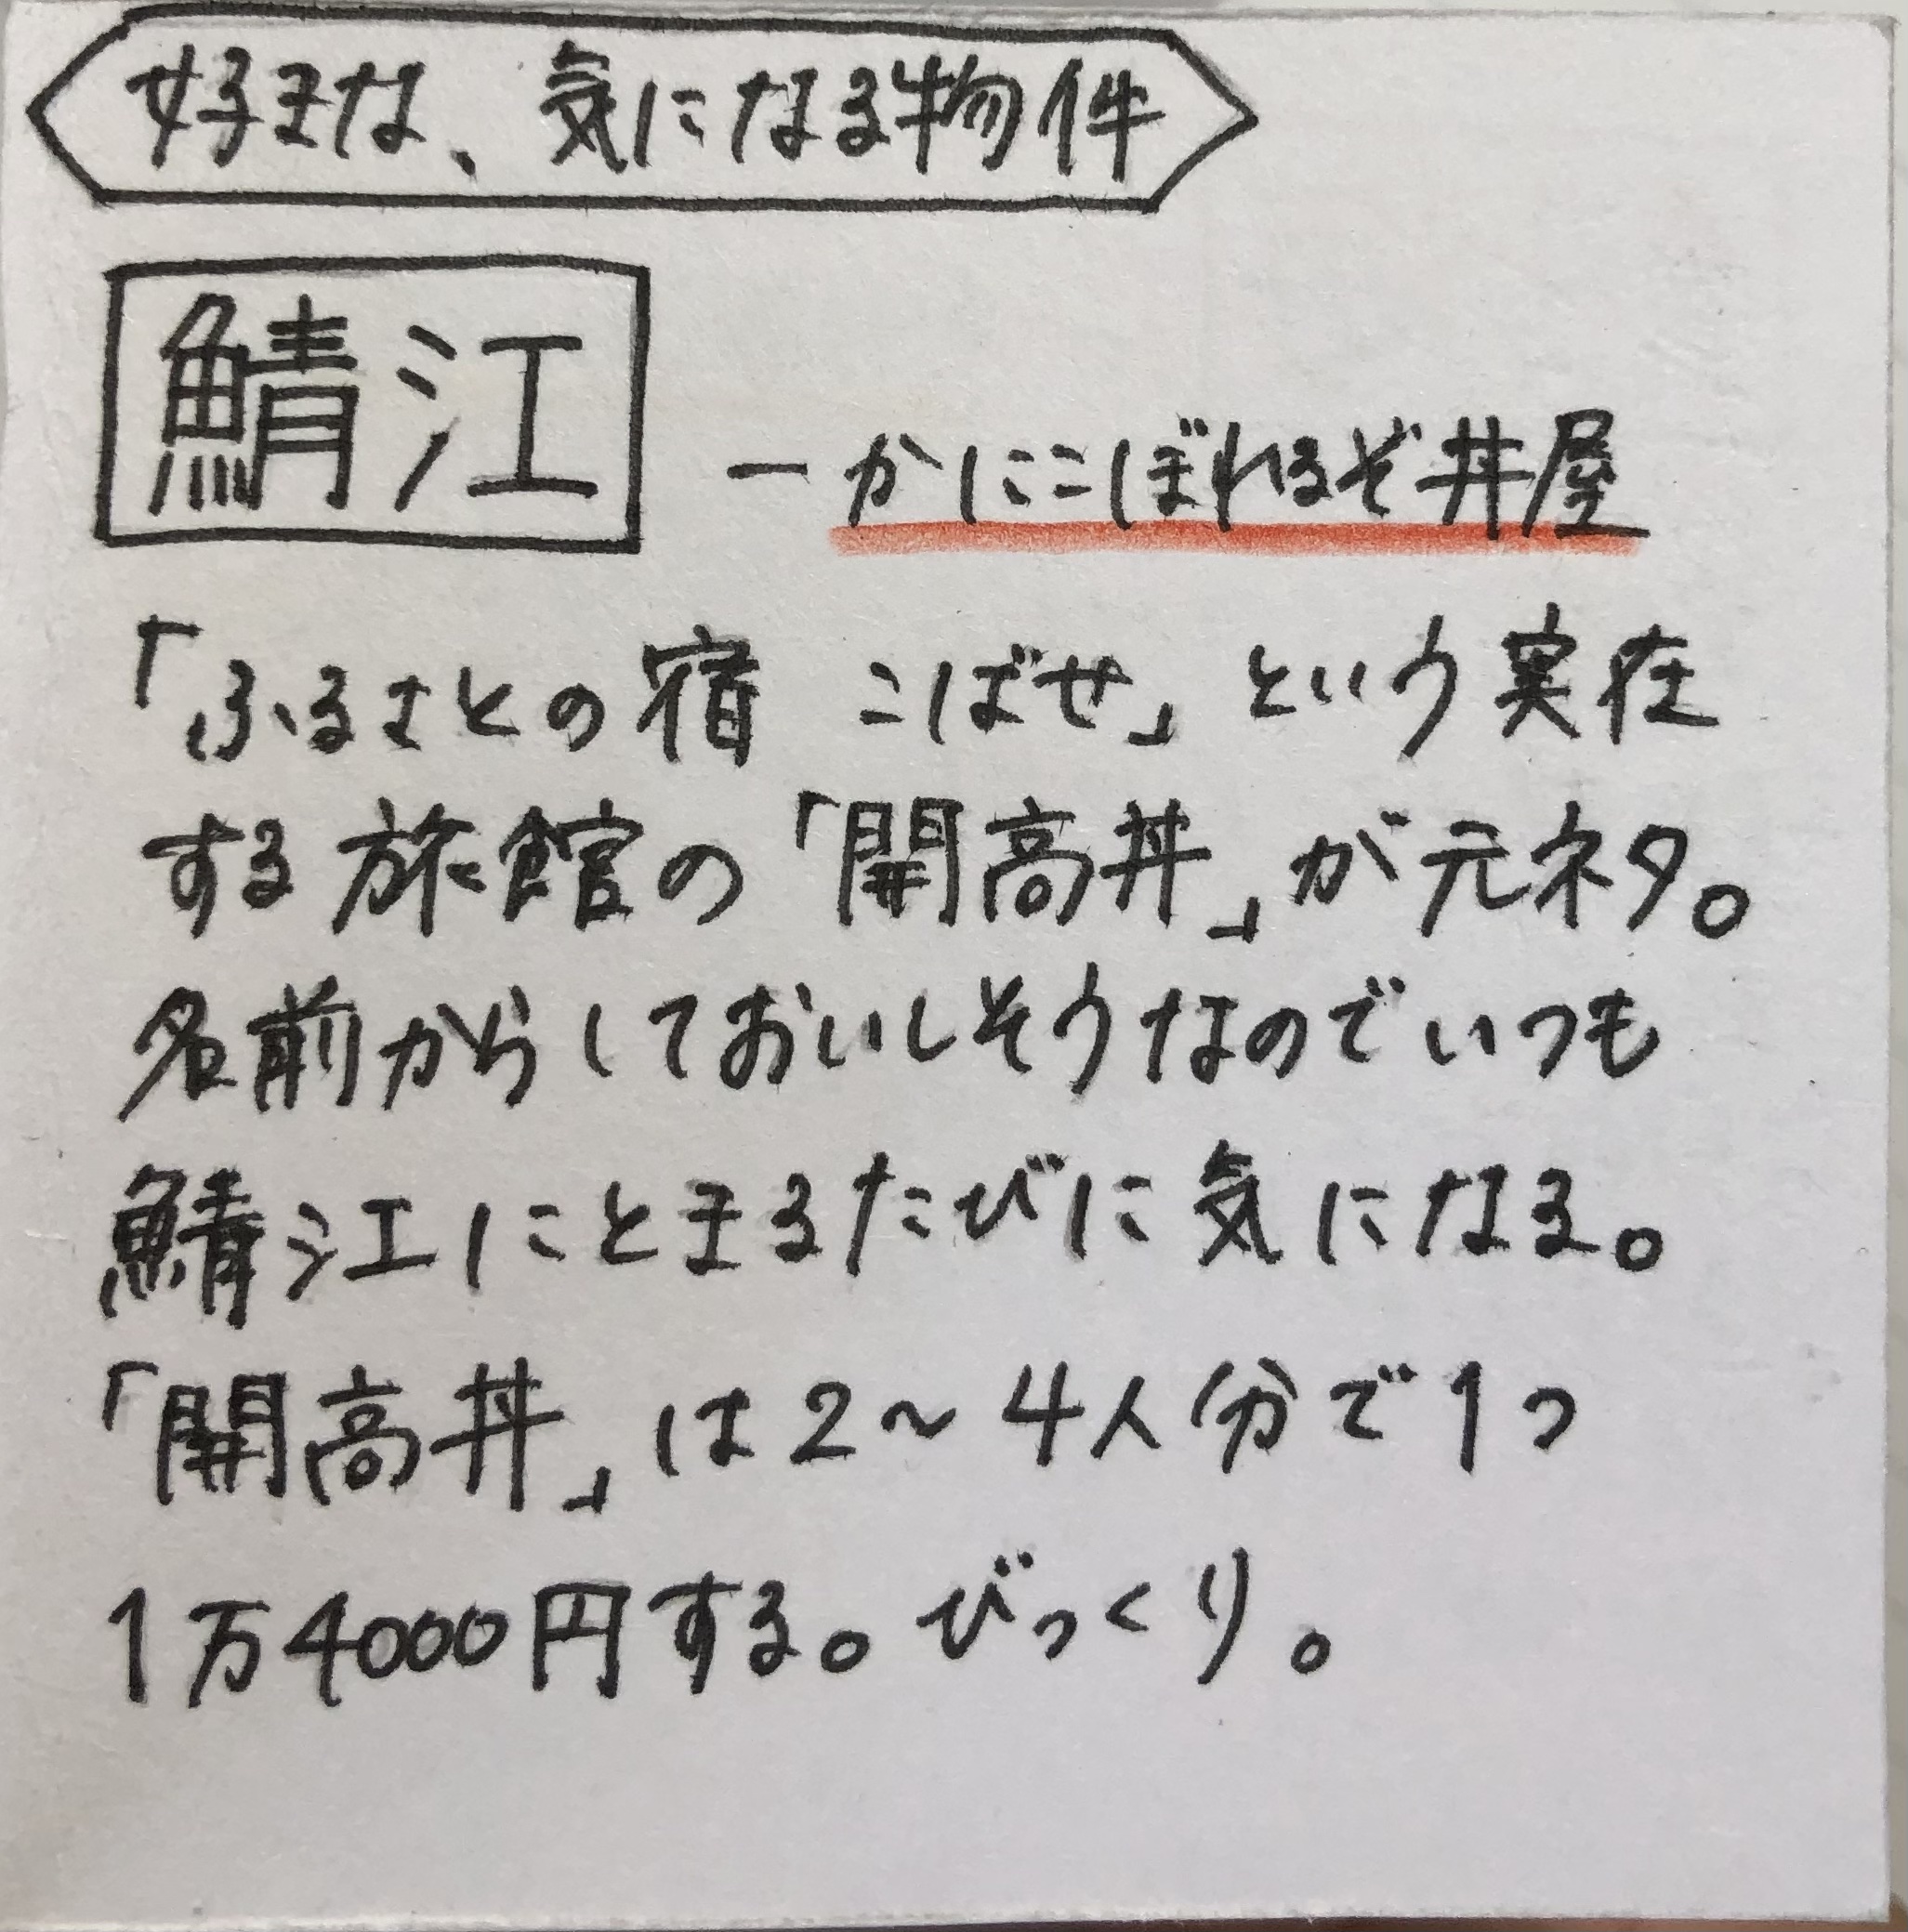 好きな、気になる物件
鯖江
ーかにこぼれるぞ丼屋
「ふるさとの宿 こばせ」という実在
する旅館の「開高丼」が元ネタ。
名前からしておいしそうなのでいつも
鯖江にとまるたびに気になる。
「開高丼」は2〜4人分で1つ
1万4000円する。びっくり。